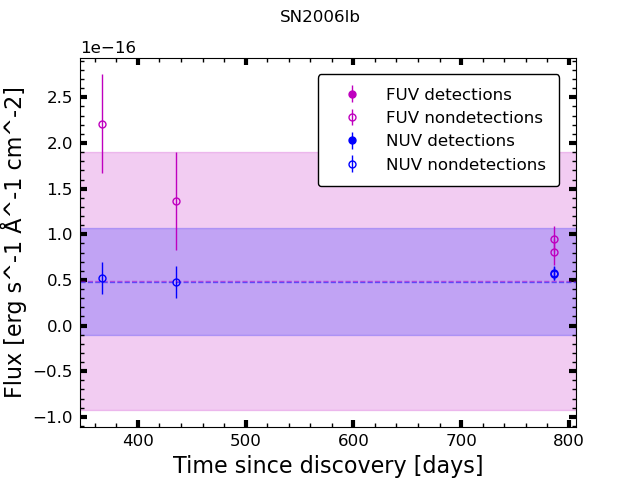 SN2006lb
1e−16
2.5
2.0
1.5
1.0
0.5
0.0
−0.5
−1.0
Flux [erg s^-1 Å^-1 cm^-2]
FUV detections
FUV nondetections
NUV detections
NUV nondetections
400 500 600 700 800
Time since discovery [days]